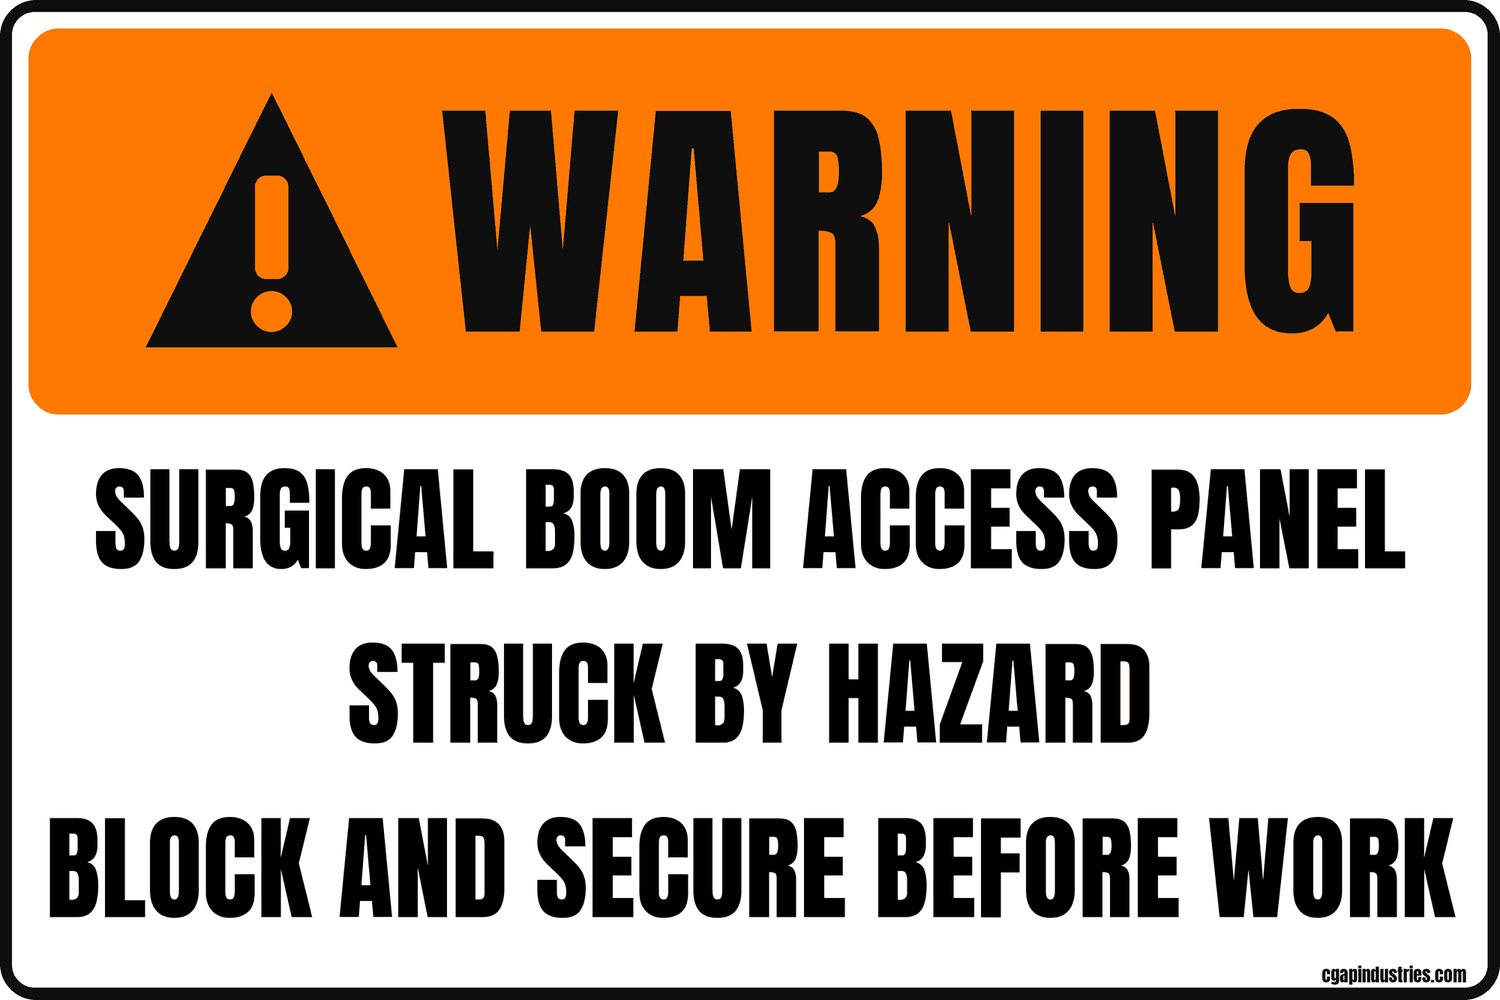 WARNING
SURGICAL BOOM ACCESS PANEL
STRUCK BY HAZARD
BLOCK AND SECURE BEFORE WORK
cgapindustries.com